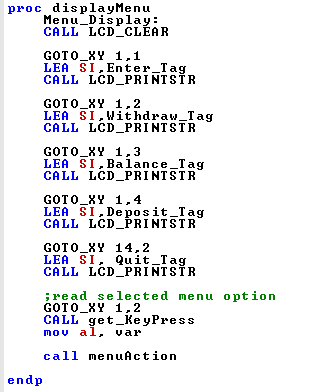 proc displayMenu
Menu_Display:
CALL LCD_CLEAR
GOTO_XY 1,1
LEA SI,Enter_Tag
CALL LCD_PRINTSTR
GOTO_XY 1,2
LEA SI,Withdraw_Tag
CALL LCD_PRINTSTR
GOTO_XY 1,3
LEA SI,Balance_Tag
CALL LCD_PRINTSTR
GOTO_XY 1,4
LEA SI,Deposit_Tag
CALL LCD_PRINTSTR
GOTO_XY 14,2
LEA SI, Quit_Tag
CALL LCD_PRINTSTR
;read selected menu option
GOTO_XY 1,2
CALL get_KeyPress
mov al, var
call menuAction
endp